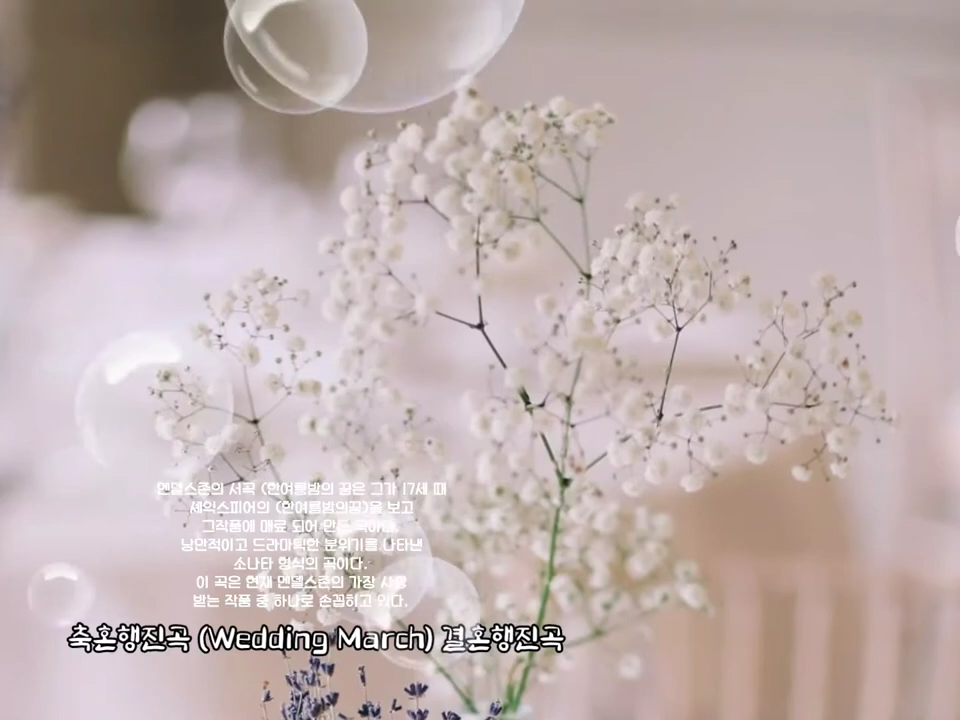 멘델스존의 서곡 (한여름밤의 꿈은 그가 17세 때
세익스피어의 (한여름밤의꿈)을 보고
그작품에 매료 되어 만든 곡이다.
낭만적이고 드라마틱한 분위기를 나타낸
소나타 형식의 곡이다.
이 곡은 현재 멘델스존의 가장 사랑
받는 작품 중 하나로 손꼽히고 있다.
축혼행진곡 (Wedding March) 결혼행진곡